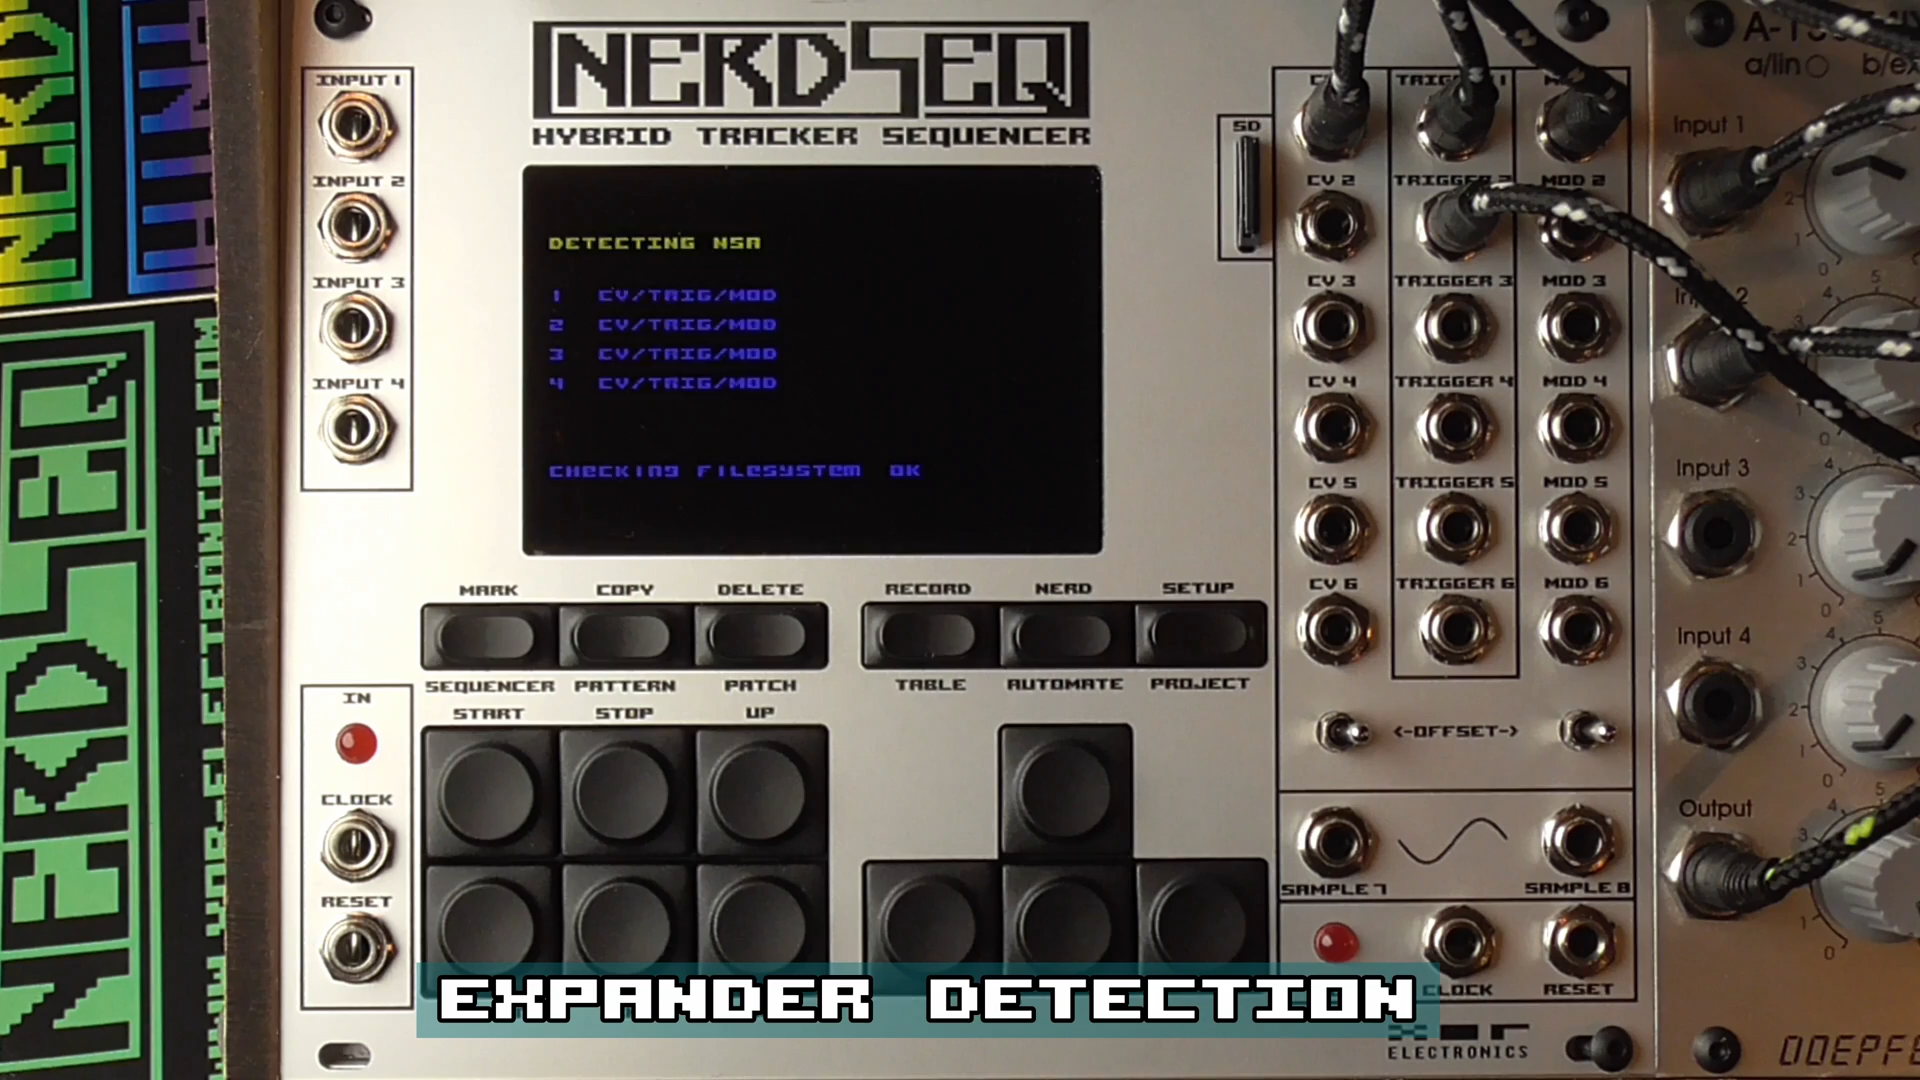 NERDSEQ
HYBRID TRACKER SEQUENCER
INPUT 1
INPUT 2
INPUT 3
INPUT 4
IN
CLOCK
RESET
DETECTING NSA
1 CV/TRIG/MOD
2 CV/TRIG/MOD
3 CV/TRIG/MOD
4 CV/TRIG/MOD
CHECKING FILESYSTEM OK
MARK COPY DELETE RECORD NERD SETUP
SEQUENCER PATTERN PATCH TABLE AUTOMATE PROJECT
START STOP UP
SD
CV 2 TRIGGER 2 MOD 2
CV 3 TRIGGER 3 MOD 3
CV 4 TRIGGER 4 MOD 4
CV 5 TRIGGER 5 MOD 5
CV 6 TRIGGER 6 MOD 6
<-OFFSET->
SAMPLE 7 SAMPLE 8
CLOCK RESET
XOR
ELECTRONICS
a/lin
Input 1
Input 3
Input 4
Output
NERDSEQ
EXPANDER DETECTION